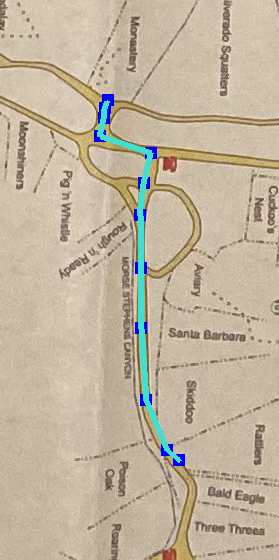 Monastery
Silverado Squatters
Moonshiners
Pig 'n Whistle
Cuckoo's
Nest
Rough 'n Ready
Aviary
MORSE STEPHENS CANYON
Santa Barbara
Skiddoo
Rattlers
Poison
Oak
Bald Eagle
Three Threes